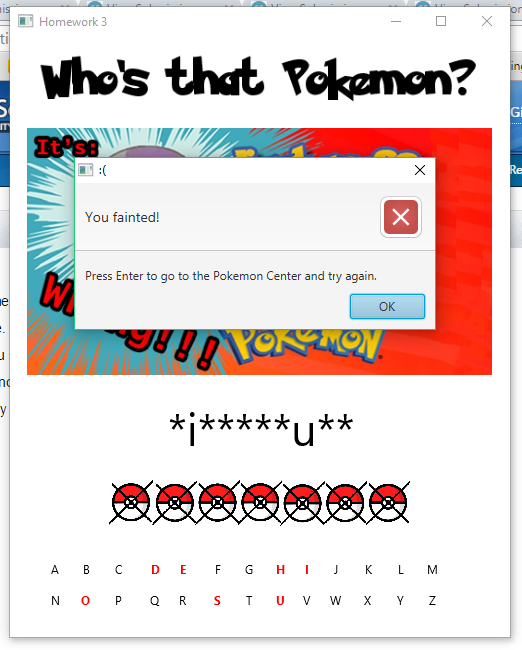 Homework 3
Who's that Pokemon?
It's:
:(
You fainted!
Press Enter to go to the Pokemon Center and try again.
OK
Pokémon
*i*****u**
A B C D E F G H I J K L M
N O P Q R S T U V W X Y Z